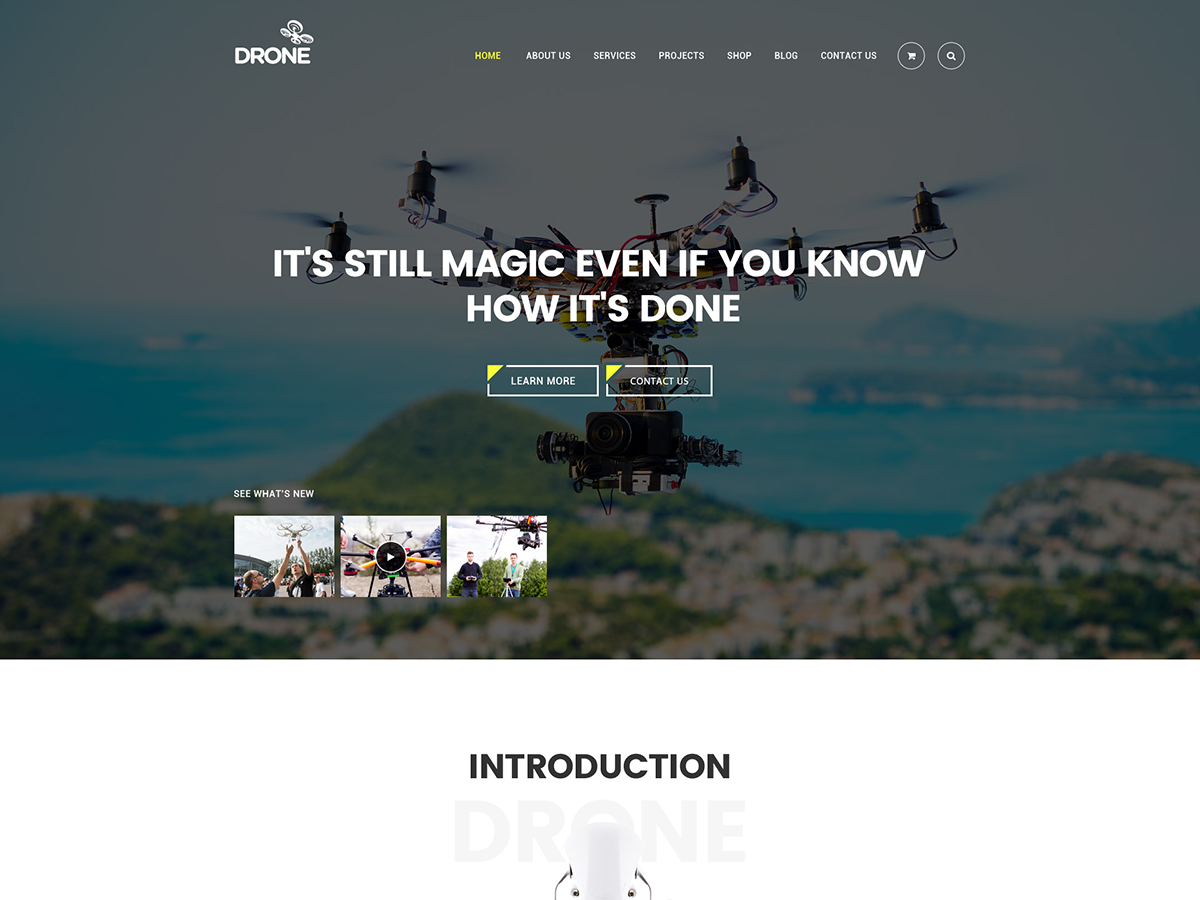 DRONE
HOME ABOUT US SERVICES PROJECTS SHOP BLOG CONTACT US
IT'S STILL MAGIC EVEN IF YOU KNOW
HOW IT'S DONE
LEARN MORE CONTACT US
SEE WHAT'S NEW
INTRODUCTION
DRONE